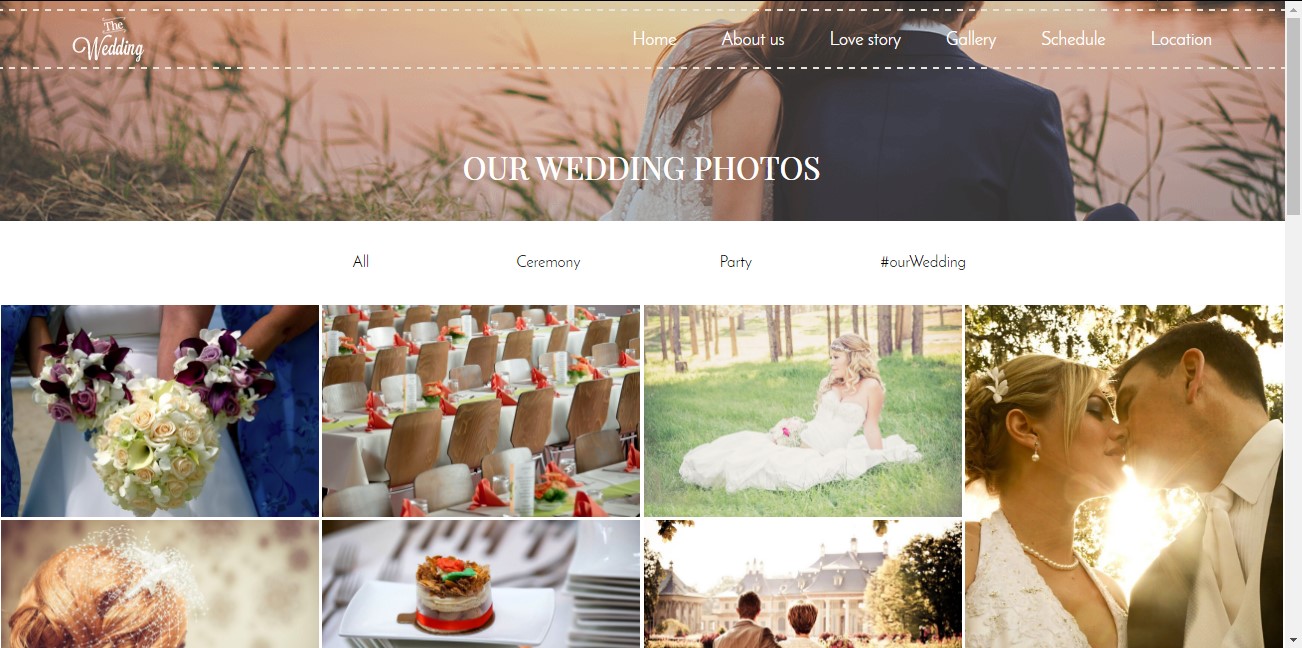 The
Wedding
Home
About us
Love story
Gallery
Schedule
Location
OUR WEDDING PHOTOS
All
Ceremony
Party
#ourWedding